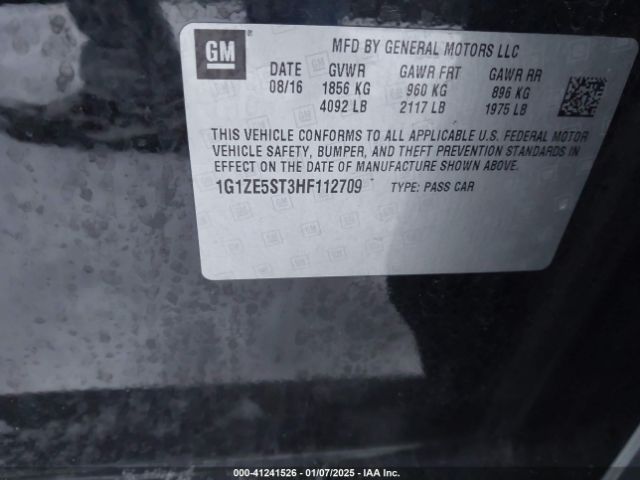 GM
MFD BY GENERAL MOTORS LLC
DATE GVWR GAWR FRT GAWR RR
08/16 1856 KG 960 KG 896 KG
4092 LB 2117 LB 1975 LB
THIS VEHICLE CONFORMS TO ALL APPLICABLE U.S. FEDERAL MOTOR
VEHICLE SAFETY, BUMPER, AND THEFT PREVENTION STANDARDS IN
EFFECT ON THE DATE OF MANUFACTURE SHOWN ABOVE.
1G1ZE5ST3HF112709 TYPE: PASS CAR
000-41241526 - 01/07/2025 - IAA Inc.